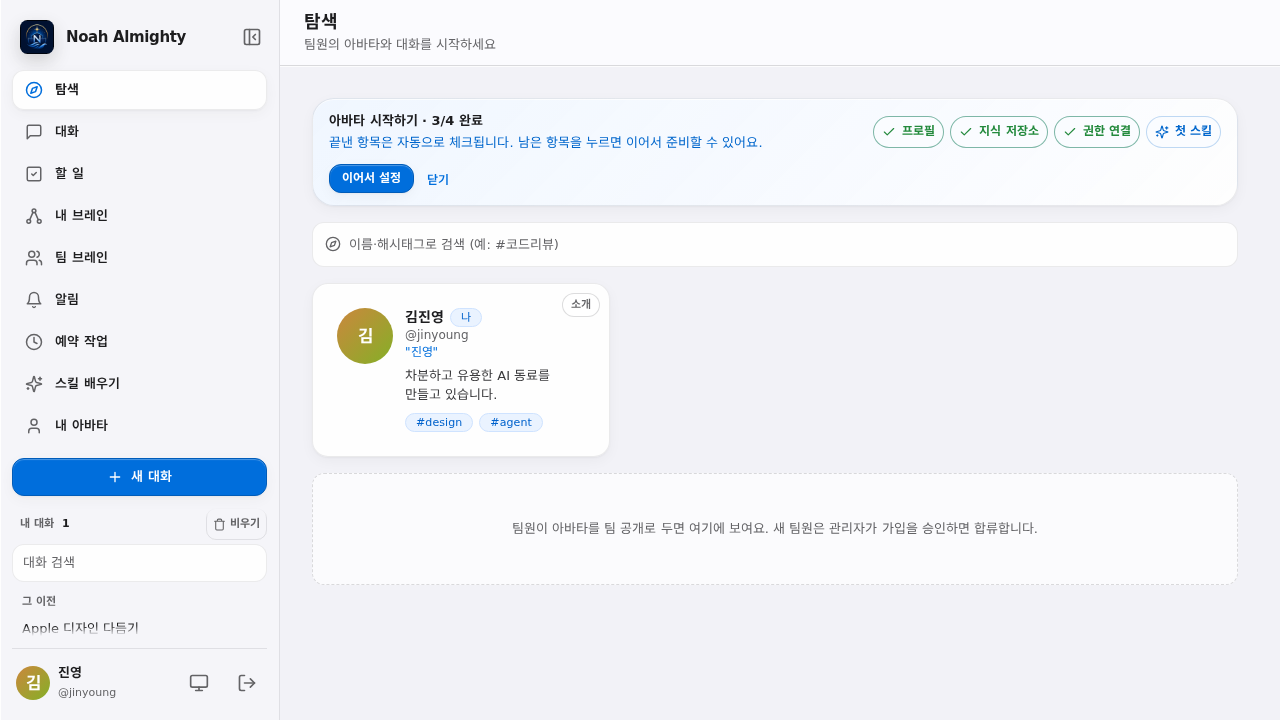 Noah Almighty
탐색
대화
할 일
내 브레인
팀 브레인
알림
예약 작업
스킬 배우기
내 아바타
새 대화
내 대화 1
비우기
대화 검색
그 이전
Apple 디자인 다듬기
김
진영
@jinyoung
탐색
팀원의 아바타와 대화를 시작하세요
아바타 시작하기 · 3/4 완료
끝낸 항목은 자동으로 체크됩니다. 남은 항목을 누르면 이어서 준비할 수 있어요.
프로필
지식 저장소
권한 연결
첫 스킬
이어서 설정
닫기
이름·해시태그로 검색 (예: #코드리뷰)
소개
김
김진영 나
@jinyoung
"진영"
차분하고 유용한 AI 동료를
만들고 있습니다.
#design #agent
팀원이 아바타를 팀 공개로 두면 여기에 보여요. 새 팀원은 관리자가 가입을 승인하면 합류합니다.